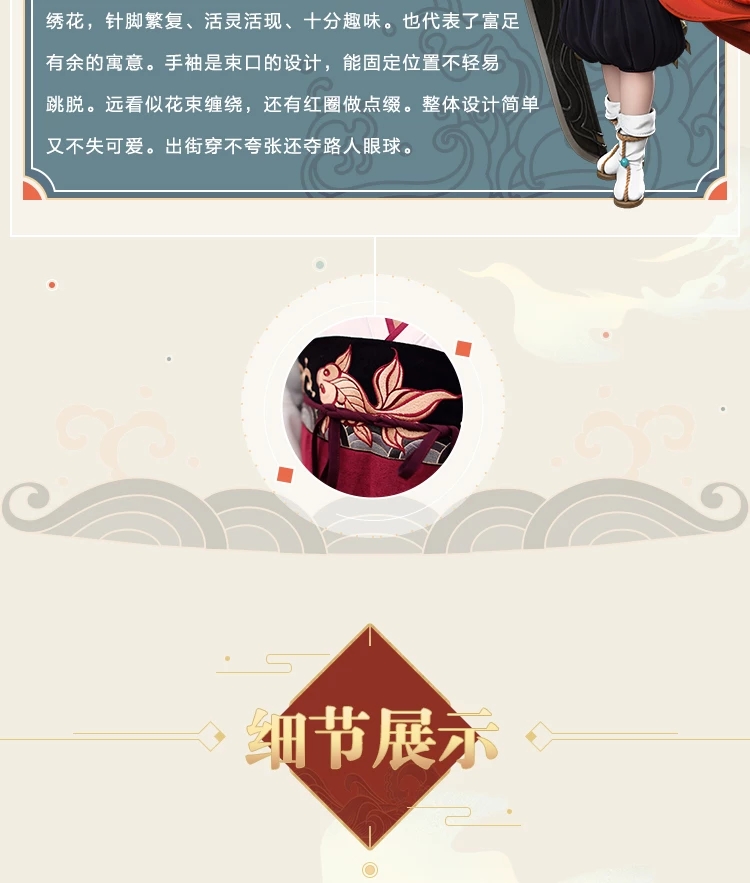 绣花，针脚繁复、活灵活现、十分趣味。也代表了富足
有余的寓意。手袖是束口的设计，能固定位置不轻易
跳脱。远看似花束缠绕，还有红圈做点缀。整体设计简单
又不失可爱。出街穿不夸张还夺路人眼球。
细节展示